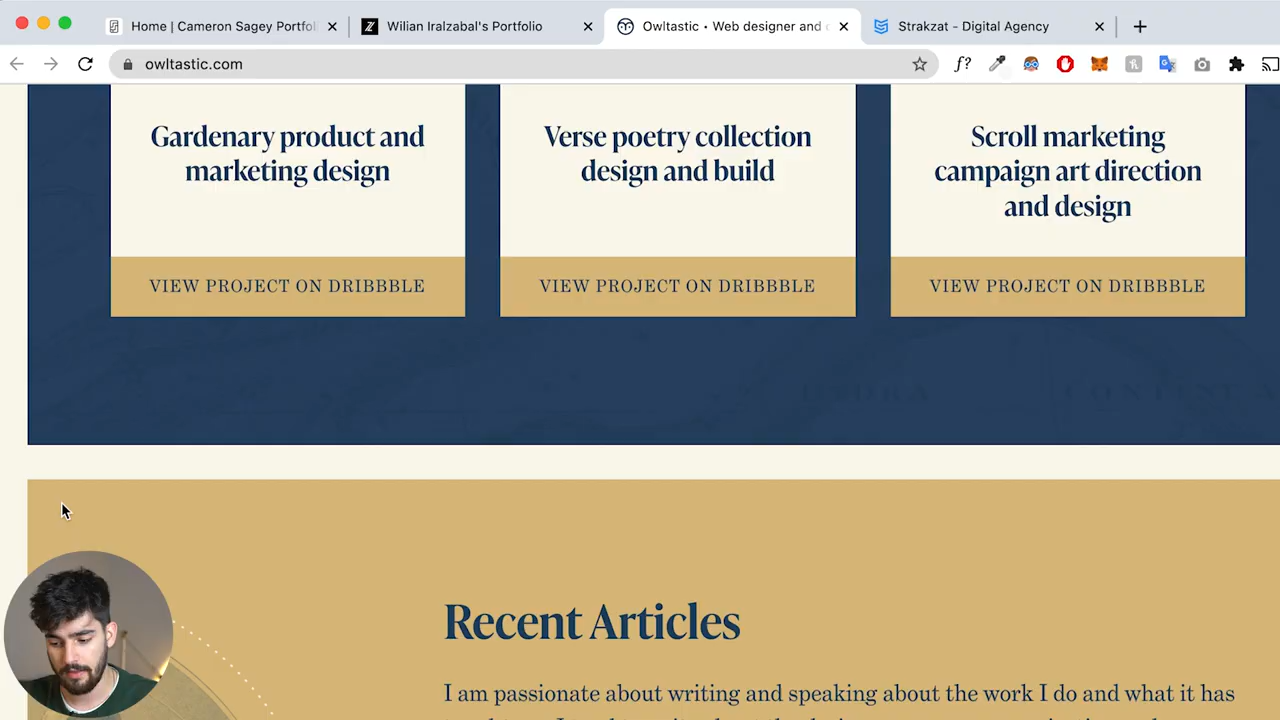 Home | Cameron Sagey Portfol
Wilian Iralzabal's Portfolio
Owltastic • Web designer and
Strakzat - Digital Agency
owltastic.com
f?
Gardenary product and
marketing design
VIEW PROJECT ON DRIBBBLE
Verse poetry collection
design and build
VIEW PROJECT ON DRIBBBLE
Scroll marketing
campaign art direction
and design
VIEW PROJECT ON DRIBBBLE
Recent Articles
I am passionate about writing and speaking about the work I do and what it has